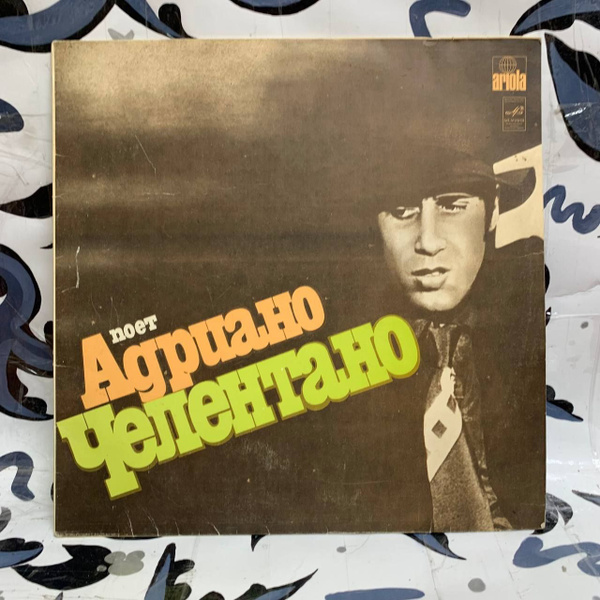 ariola
поет
Адриано
Челентано